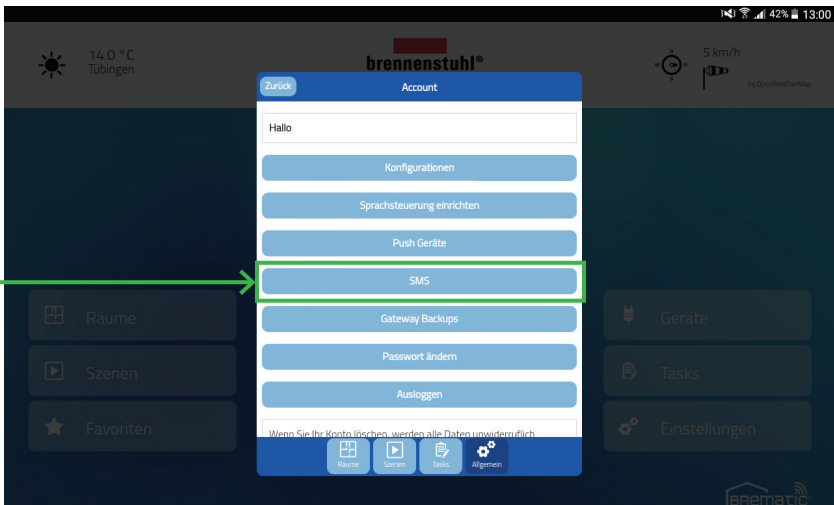 42% 13:00
14.0 °C
Tübingen
brennenstuhl®
5 km/h
by OpenWeatherMap
Zurück
Account
Hallo
Konfigurationen
Sprachsteuerung einrichten
Push Geräte
SMS
Gateway Backups
Passwort ändern
Ausloggen
Wenn Sie Ihr Konto löschen, werden alle Daten unwiderruflich
Räume
Szenen
Favoriten
Geräte
Tasks
Einstellungen
Räume
Szenen
Tasks
Allgemein
BREmatic